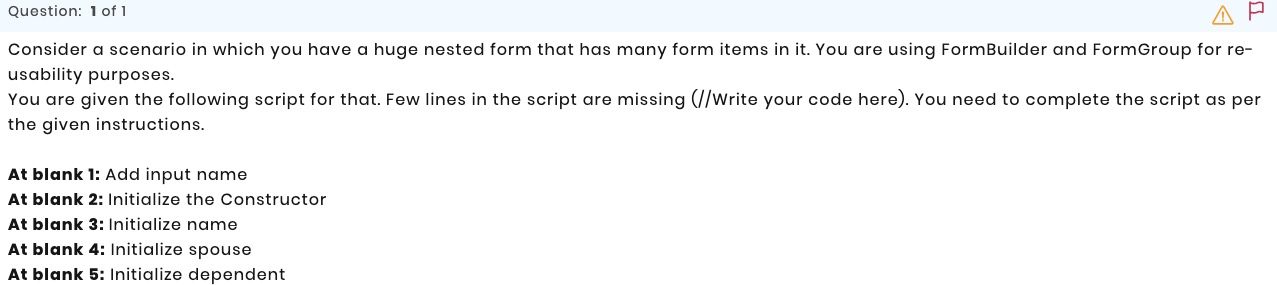 Question: 1 of 1
Consider a scenario in which you have a huge nested form that has many form items in it. You are using FormBuilder and FormGroup for re-
usability purposes.
You are given the following script for that. Few lines in the script are missing (//Write your code here). You need to complete the script as per
the given instructions.
At blank 1: Add input name
At blank 2: Initialize the Constructor
At blank 3: Initialize name
At blank 4: Initialize spouse
At blank 5: Initialize dependent